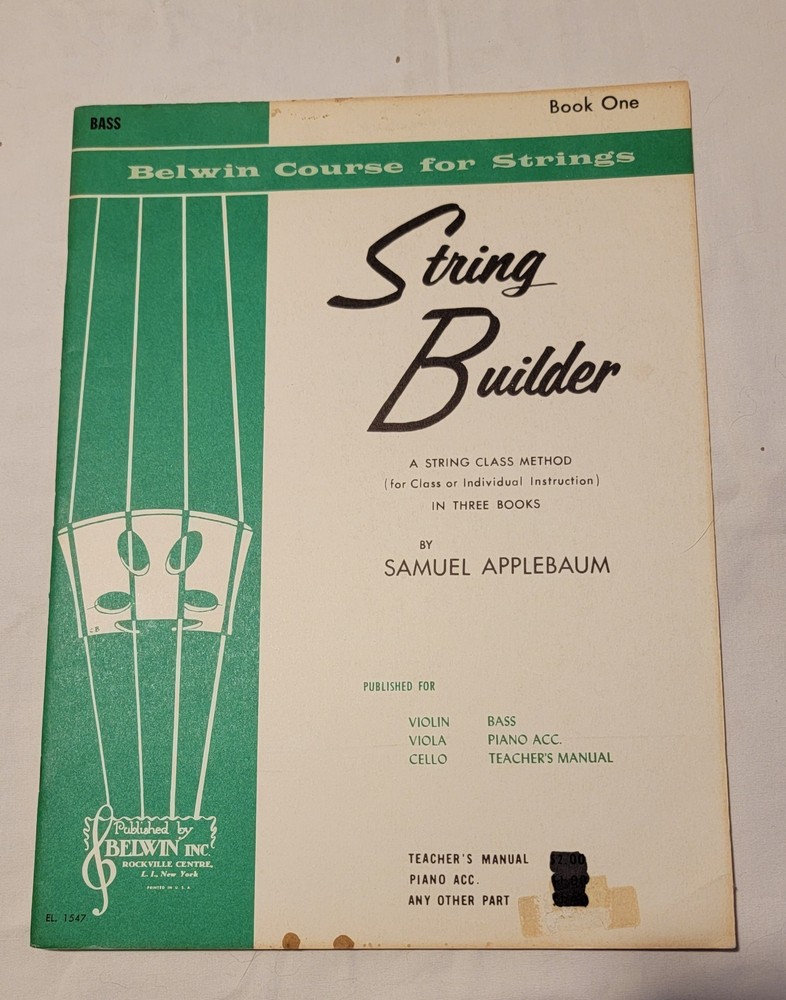 BASS
Book One
Belwin Course for Strings
String
Builder
A STRING CLASS METHOD
(for Class or Individual Instruction)
IN THREE BOOKS
BY
SAMUEL APPLEBAUM
PUBLISHED FOR
VIOLIN BASS
VIOLA PIANO ACC.
CELLO TEACHER'S MANUAL
Published by
BELWIN INC.
ROCKVILLE CENTRE,
L. I., New York
PRINTED IN U. S. A.
TEACHER'S MANUAL
PIANO ACC.
ANY OTHER PART
EL. 1547